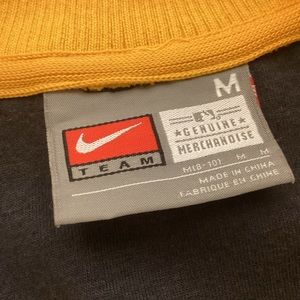 M
GENUINE
MERCHANDISE
TEAM
M(8-10) M M
MADE IN CHINA
FABRIQUE EN CHINE